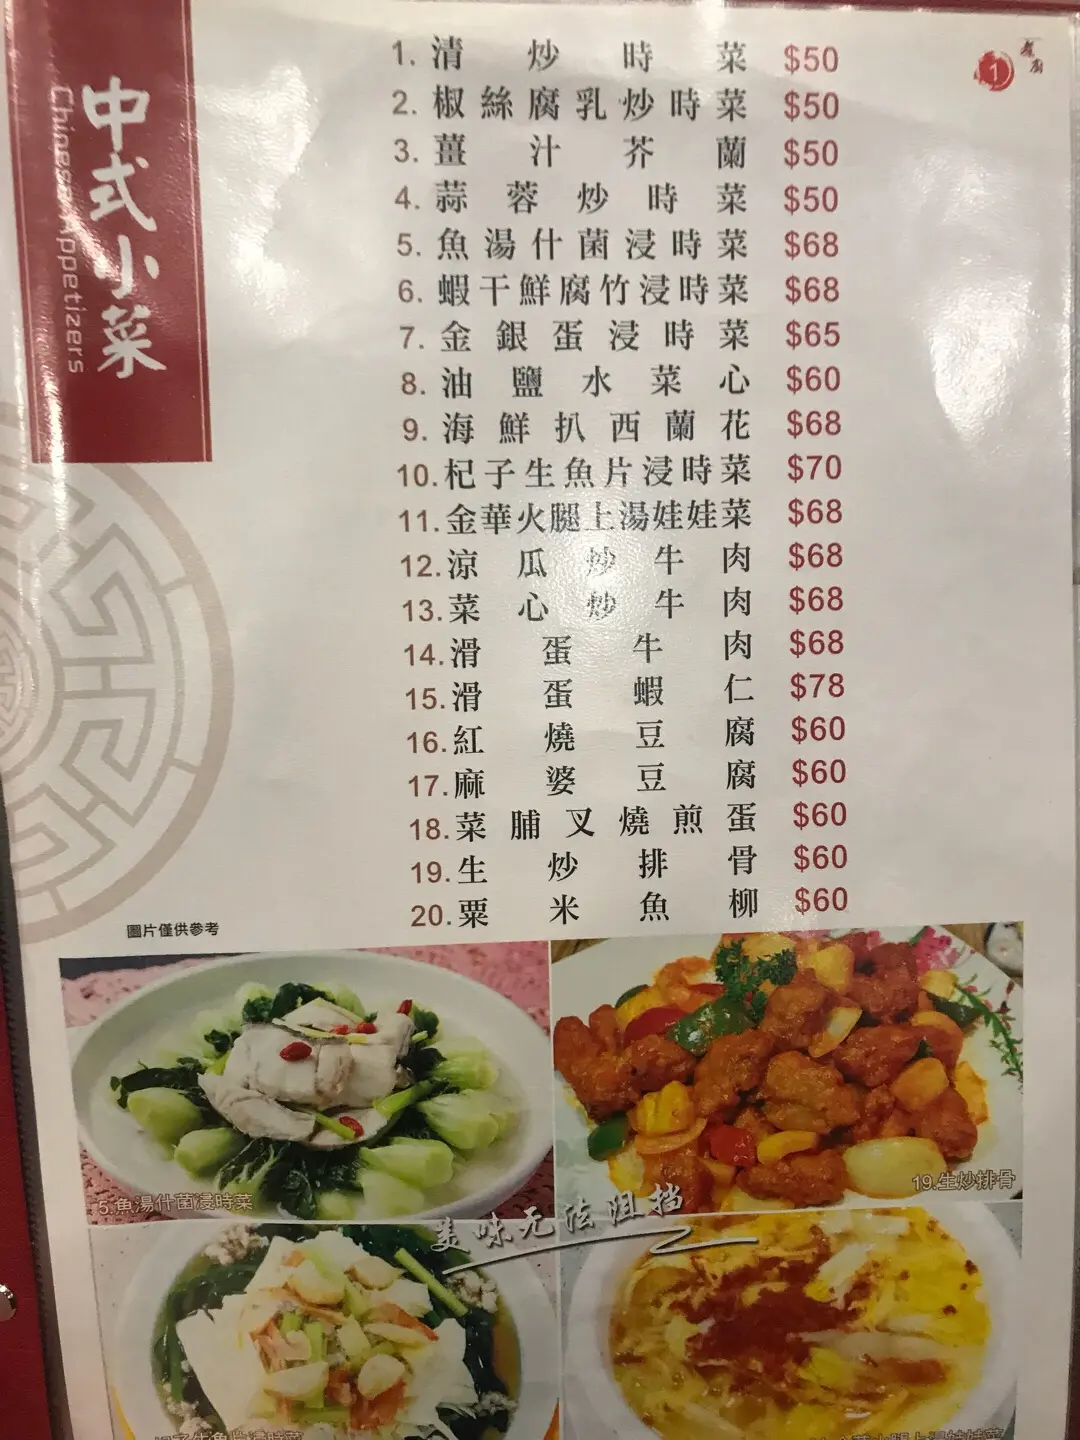 中式小菜
Chinese Appetizers
1
1. 清炒時菜 $50
2. 椒絲腐乳炒時菜 $50
3. 薑汁芥蘭 $50
4. 蒜蓉炒時菜 $50
5. 魚湯什菌浸時菜 $68
6. 蝦干鮮腐竹浸時菜 $68
7. 金銀蛋浸時菜 $65
8. 油鹽水菜心 $60
9. 海鮮扒西蘭花 $68
10. 杞子生魚片浸時菜 $70
11. 金華火腿上湯娃娃菜 $68
12. 涼瓜炒牛肉 $68
13. 菜心炒牛肉 $68
14. 滑蛋牛肉 $68
15. 滑蛋蝦仁 $78
16. 紅燒豆腐 $60
17. 麻婆豆腐 $60
18. 菜脯叉燒煎蛋 $60
19. 生炒排骨 $60
20. 粟米魚柳 $60
圖片僅供參考
5.魚湯什菌浸時菜
19.生炒排骨
美味无法阻挡